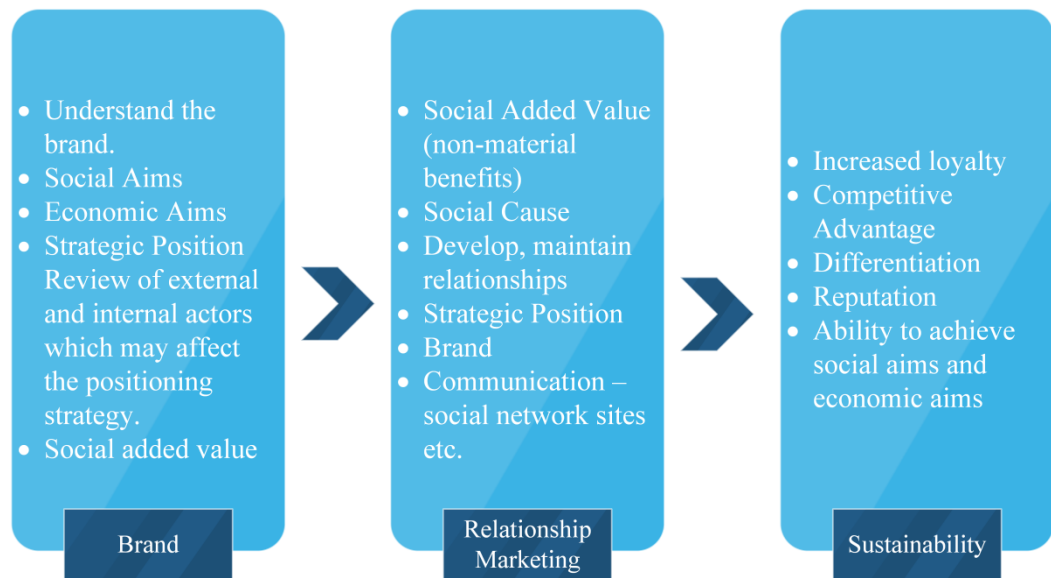 • Understand the
brand.
• Social Aims
• Economic Aims
• Strategic Position
Review of external
and internal actors
which may affect
the positioning
strategy.
• Social added value
Brand
• Social Added Value
(non-material
benefits)
• Social Cause
• Develop, maintain
relationships
• Strategic Position
• Brand
• Communication –
social network sites
etc.
Relationship
Marketing
• Increased loyalty
• Competitive
Advantage
• Differentiation
• Reputation
• Ability to achieve
social aims and
economic aims
Sustainability